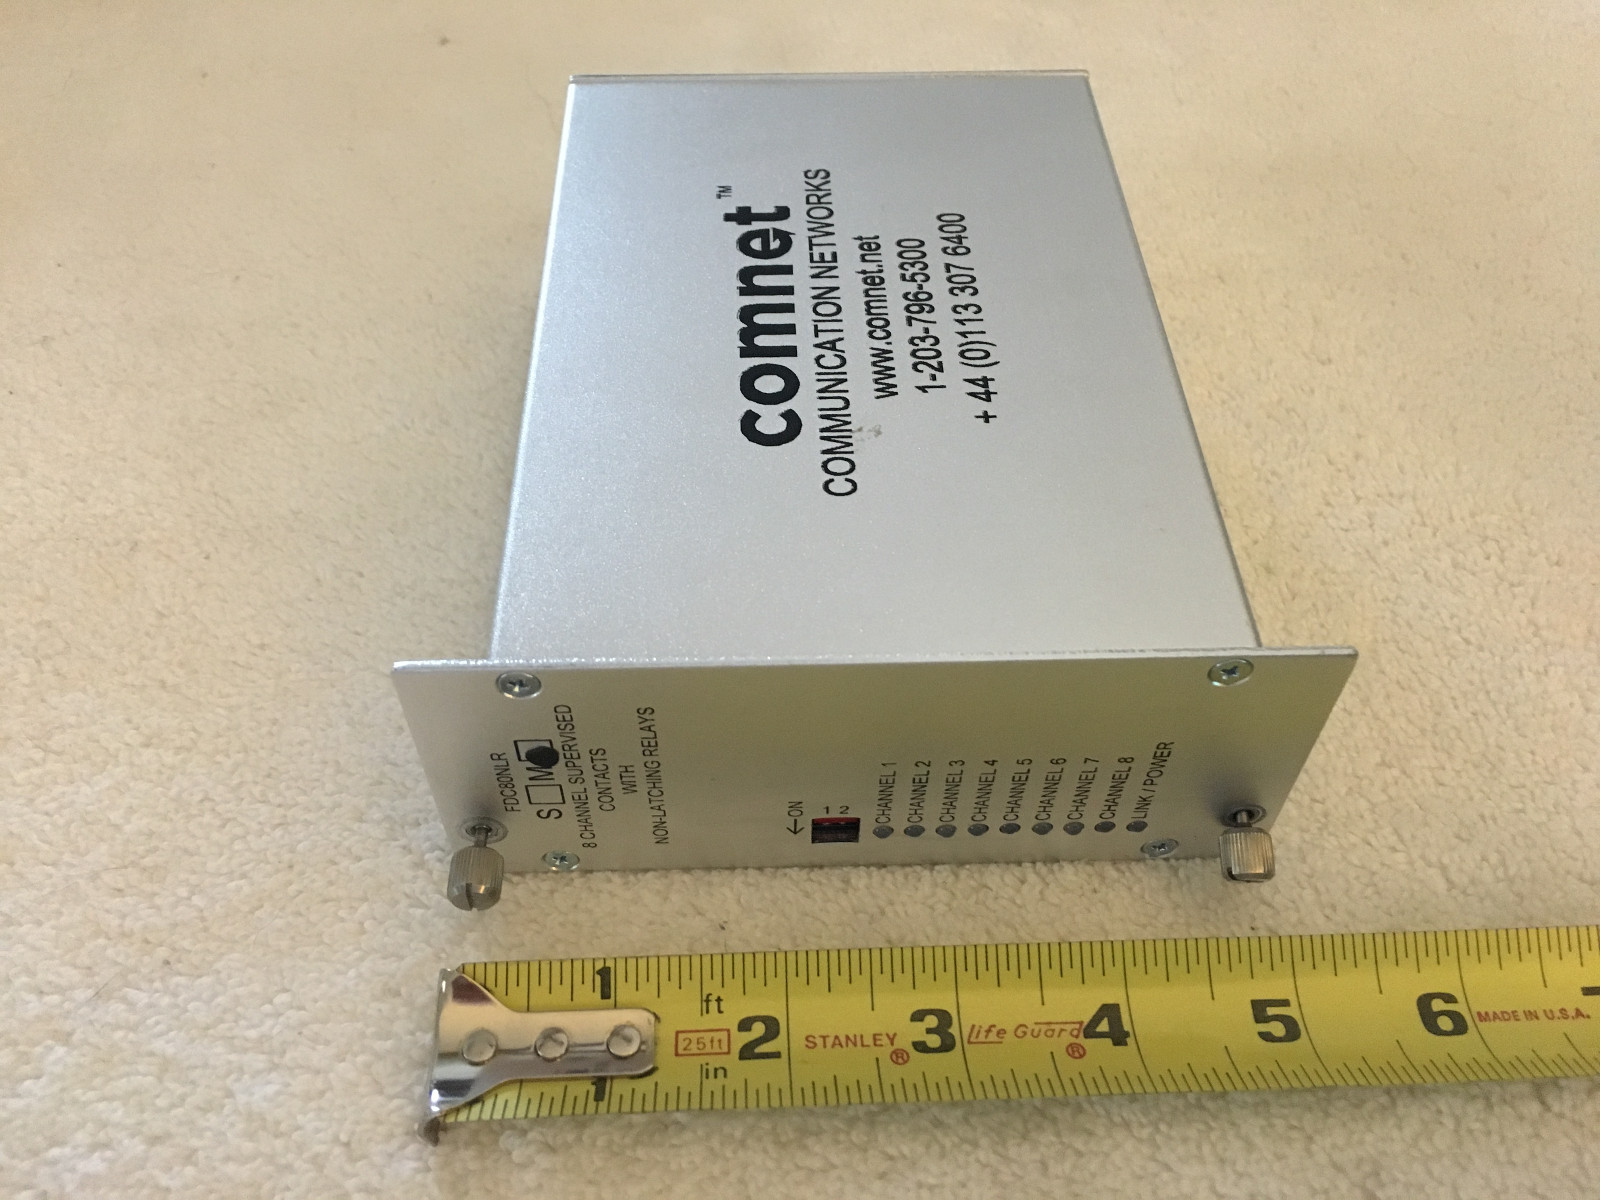 comnet™
COMMUNICATION NETWORKS
www.comnet.net
1-203-796-5300
+ 44 (0)113 307 6400
FDC80NLR
S M
8 CHANNEL SUPERVISED
CONTACTS
WITH
NON-LATCHING RELAYS
←ON
1 2
CHANNEL 1
CHANNEL 2
CHANNEL 3
CHANNEL 4
CHANNEL 5
CHANNEL 6
CHANNEL 7
CHANNEL 8
LINK / POWER
1 ft 25ft in 1 2 STANLEY® 3 life Guard® 4 5 6 MADE IN U.S.A.